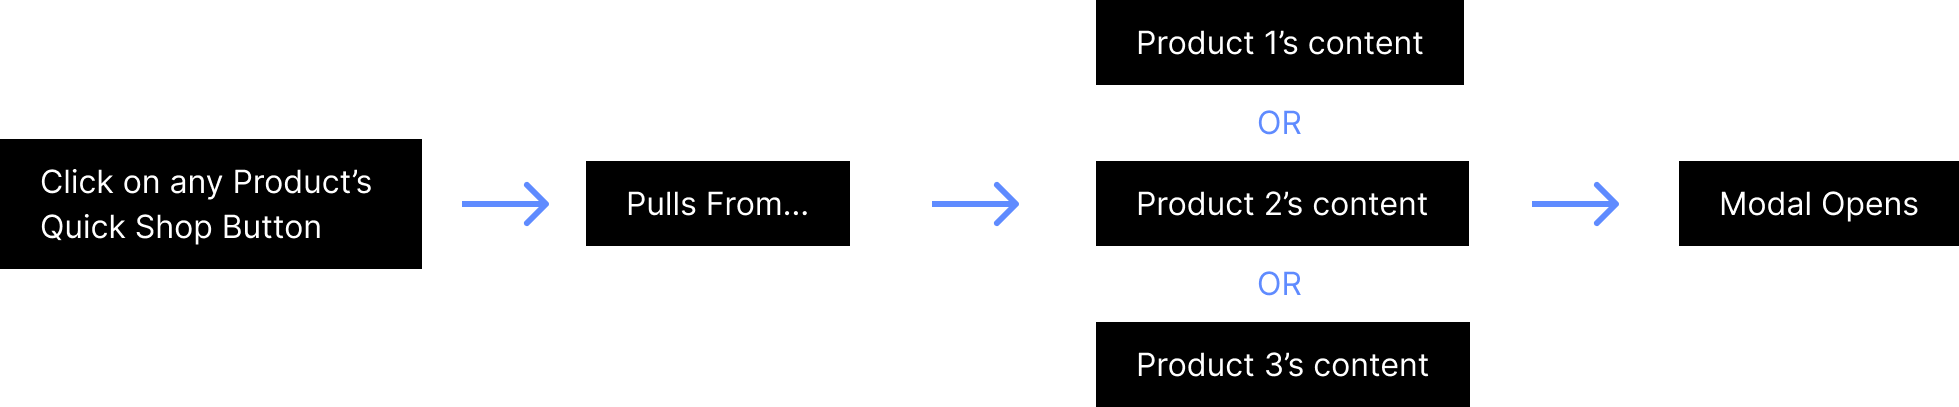 Click on any Product’s
Quick Shop Button
Pulls From...
Product 1’s content
OR
Product 2’s content
OR
Product 3’s content
Modal Opens